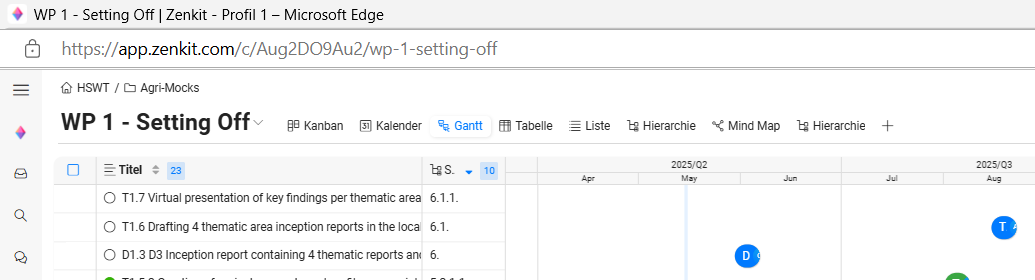 WP 1 - Setting Off | Zenkit - Profil 1 – Microsoft Edge
https://app.zenkit.com/c/Aug2DO9Au2/wp-1-setting-off
HSWT / Agri-Mocks
WP 1 - Setting Off Kanban Kalender Gantt Tabelle Liste Hierarchie Mind Map Hierarchie
Titel 23 S. 10 2025/Q2 2025/Q3
Apr May Jun Jul Aug
T1.7 Virtual presentation of key findings per thematic area 6.1.1.
T1.6 Drafting 4 thematic area inception reports in the local 6.1. T
D1.3 D3 Inception report containing 4 thematic reports and 6. D